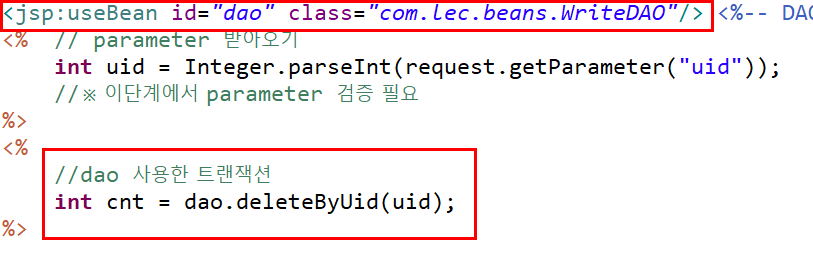 <jsp:useBean id="dao" class="com.lec.beans.WriteDAO"/> <%-- DAO
<% // parameter 받아오기
int uid = Integer.parseInt(request.getParameter("uid"));
//※ 이단계에서 parameter 검증 필요
%>
<%
//dao 사용한 트랜잭션
int cnt = dao.deleteByUid(uid);
%>